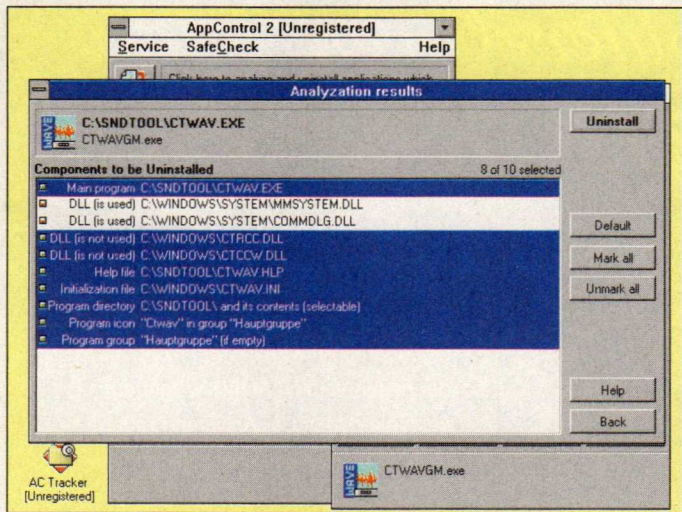 AppControl 2 [Unregistered]
Service SafeCheck Help
Click here to analyze and uninstall applications which
Analyzation results
C:\SNDTOOL\CTWAV.EXE
CTWAVGM.exe
Uninstall
Components to be Uninstalled 8 of 10 selected
Main program C:\SNDTOOL\CTWAV.EXE
DLL (is used) C:\WINDOWS\SYSTEM\MMSYSTEM.DLL
DLL (is used) C:\WINDOWS\SYSTEM\COMMDLG.DLL
DLL (is not used) C:\WINDOWS\CTRCC.DLL
DLL (is not used) C:\WINDOWS\CTCCW.DLL
Help file C:\SNDTOOL\CTWAV.HLP
Initialization file C:\WINDOWS\CTWAV.INI
Program directory C:\SNDTOOL\ and its contents (selectable)
Program icon "Ctwav" in group "Hauptgruppe"
Program group "Hauptgruppe" (if empty)
Default
Mark all
Unmark all
Help
Back
WAVE
AC Tracker
[Unregistered]
WAVE
CTWAVGM.exe